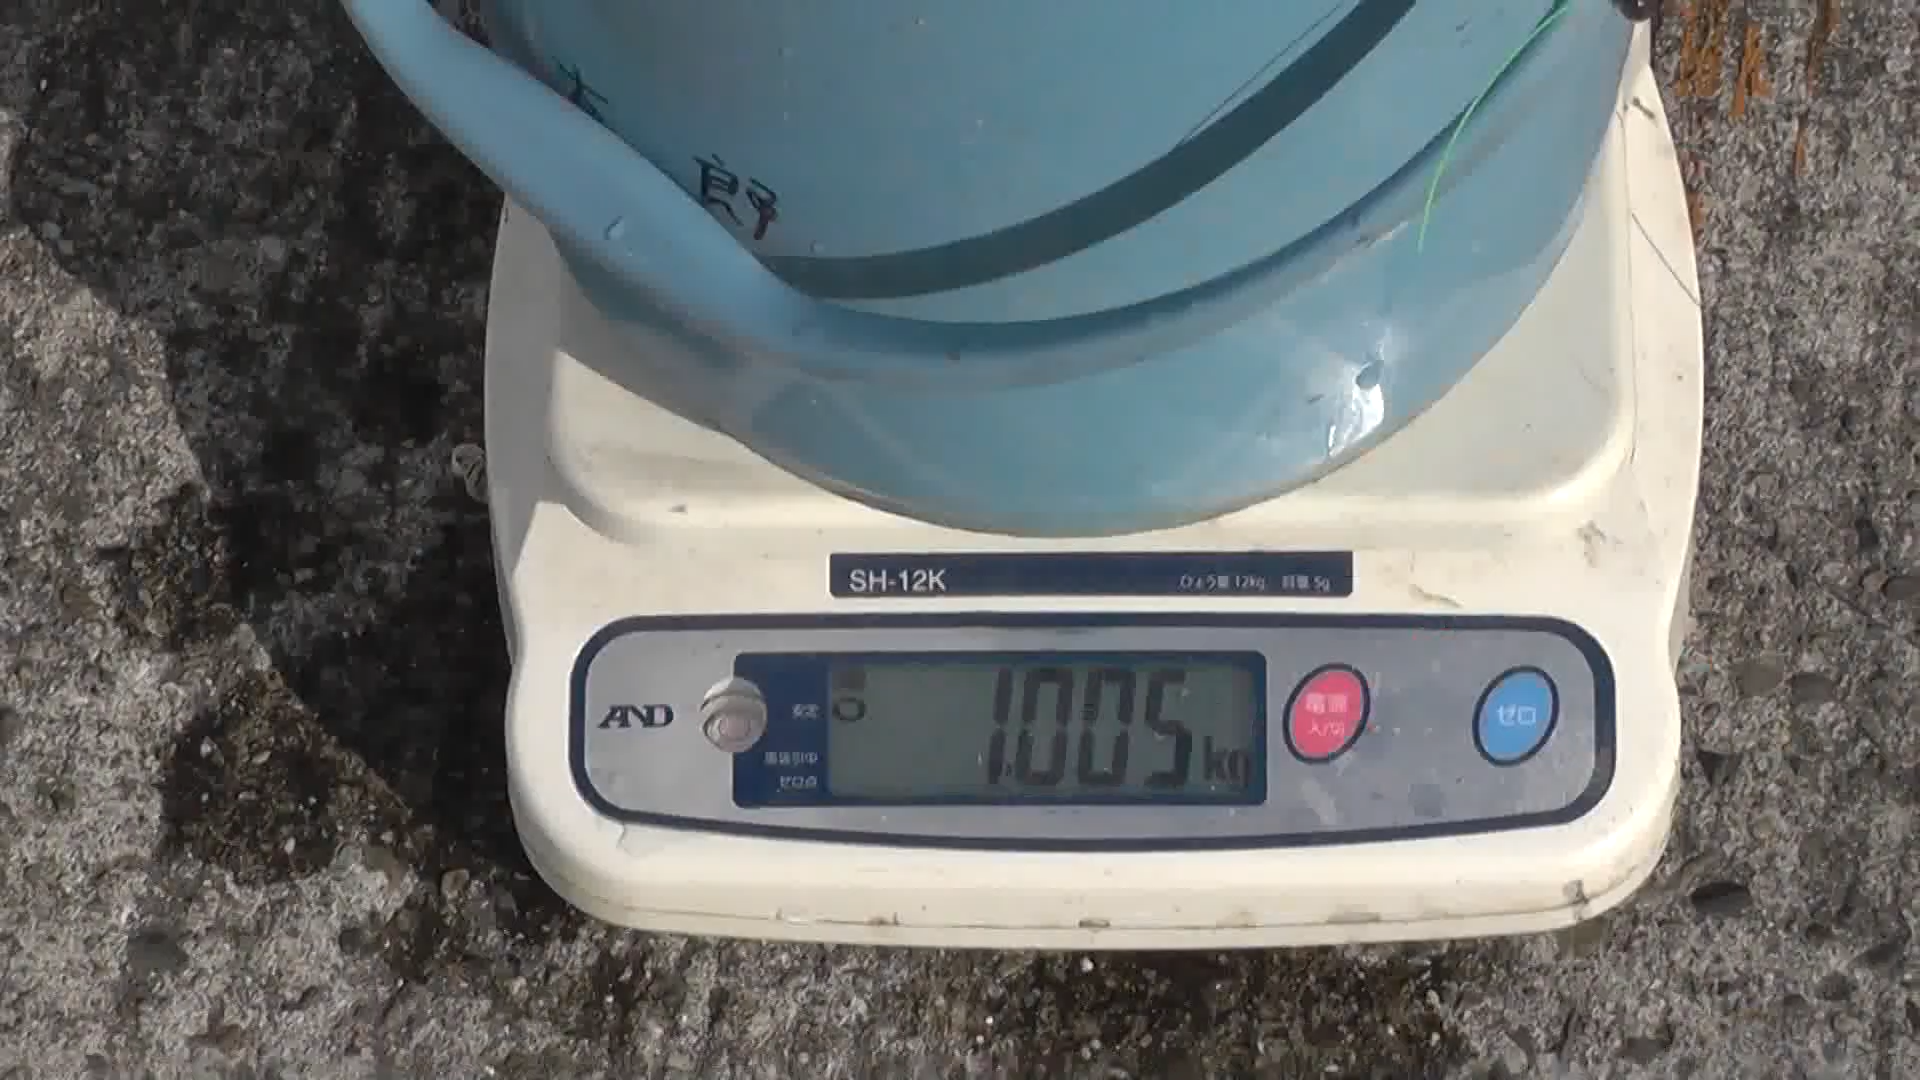 郎
SH-12K
ひょう量 12kg 目量 5g
AND
安定
1.005 kg
風袋引中
ゼロ点
電源
入/切
ゼロ